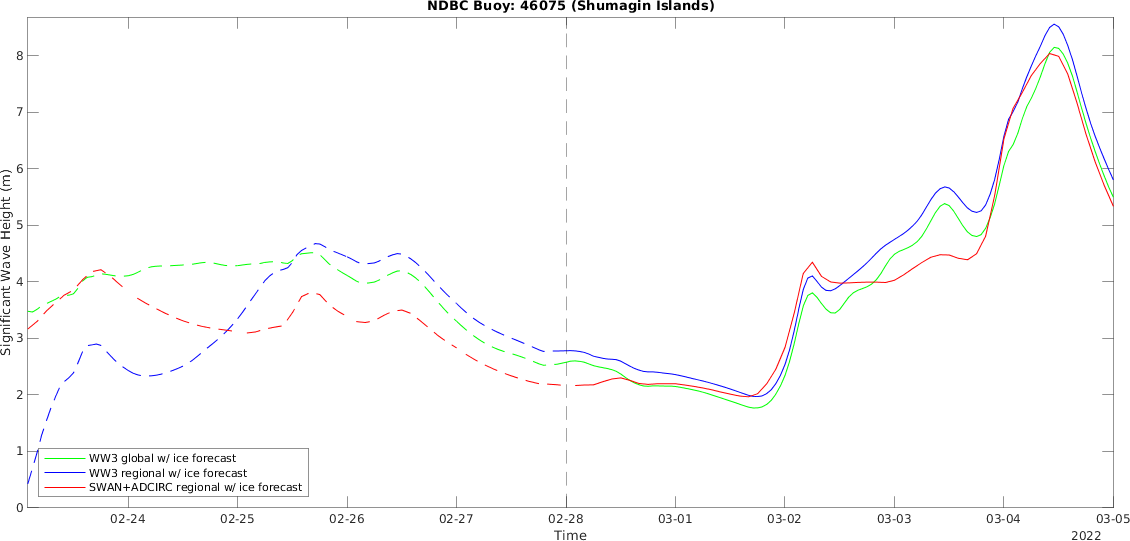 NDBC Buoy: 46075 (Shumagin Islands)
Significant Wave Height (m)
8
7
6
5
4
3
2
1
0
WW3 global w/ ice forecast
WW3 regional w/ ice forecast
SWAN+ADCIRC regional w/ ice forecast
02-24 02-25 02-26 02-27 02-28 03-01 03-02 03-03 03-04 03-05
Time
2022